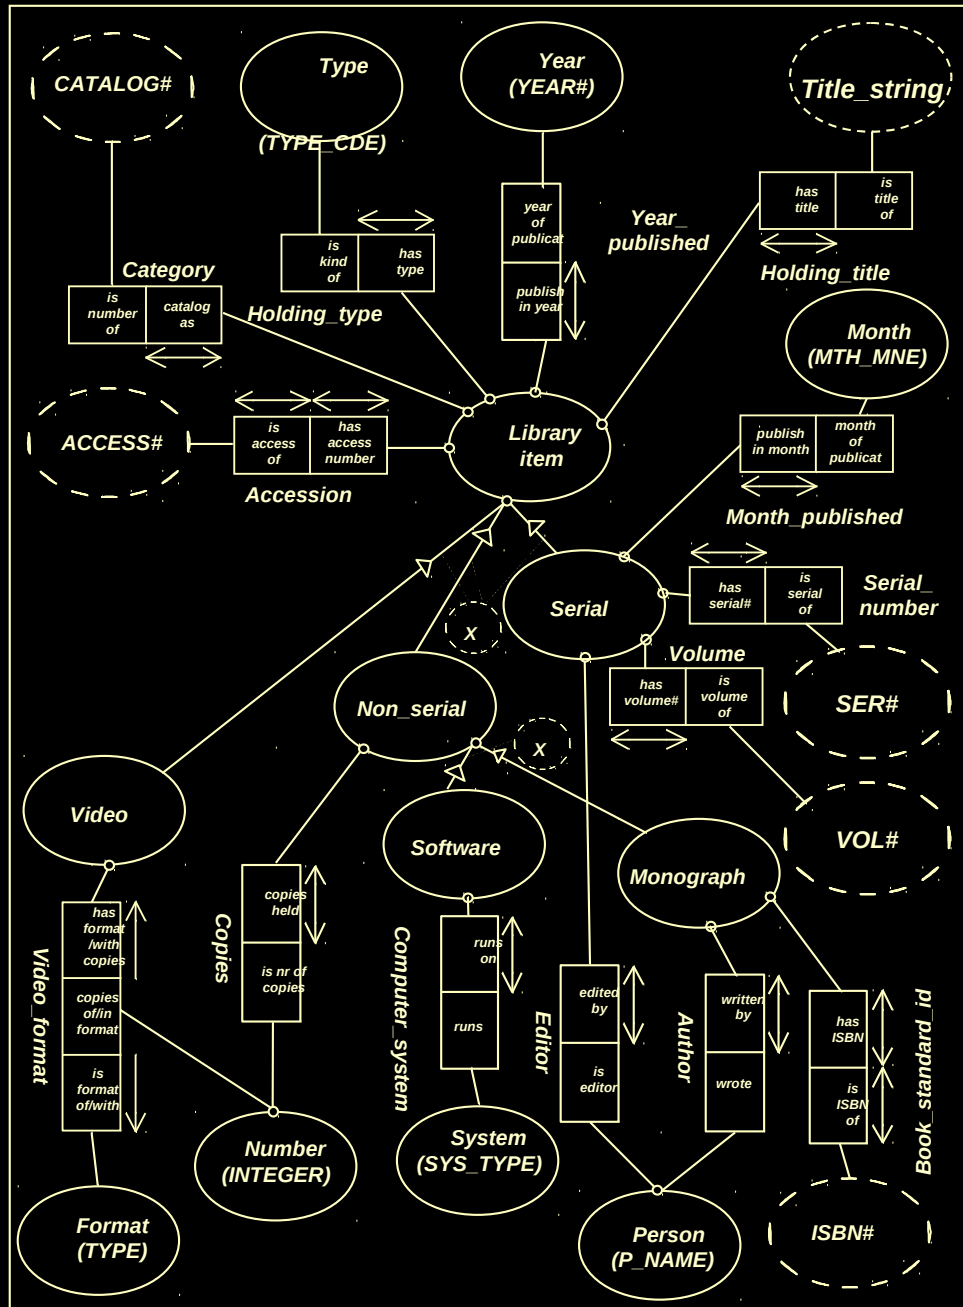 CATALOG#
Type
(TYPE_CDE)
Year
(YEAR#)
Title_string
has
title
is
title
of
Holding_title
year
of
publicat
publish
in year
Year_
published
is
kind
of
has
type
Holding_type
Category
is
number
of
catalog
as
Month
(MTH_MNE)
ACCESS#
is
access
of
has
access
number
Accession
Library
item
publish
in month
month
of
publicat
Month_published
Serial
has
serial#
is
serial
of
Serial_
number
X
Volume
has
volume#
is
volume
of
SER#
Non_serial
X
VOL#
Video
Software
Monograph
has
format
/with
copies
copies
of/in
format
is
format
of/with
Video_format
copies
held
is nr of
copies
Copies
runs
on
runs
Computer_system
edited
by
is
editor
Editor
written
by
wrote
Author
has
ISBN
is
ISBN
of
Book_standard_id
Number
(INTEGER)
System
(SYS_TYPE)
Format
(TYPE)
Person
(P_NAME)
ISBN#